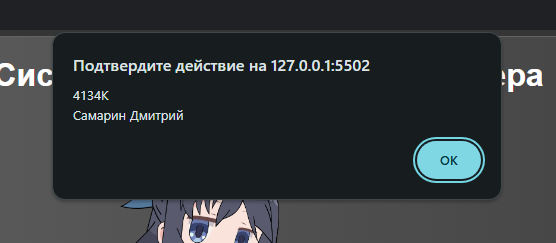 Подтвердите действие на 127.0.0.1:5502
4134К
Самарин Дмитрий
ОК